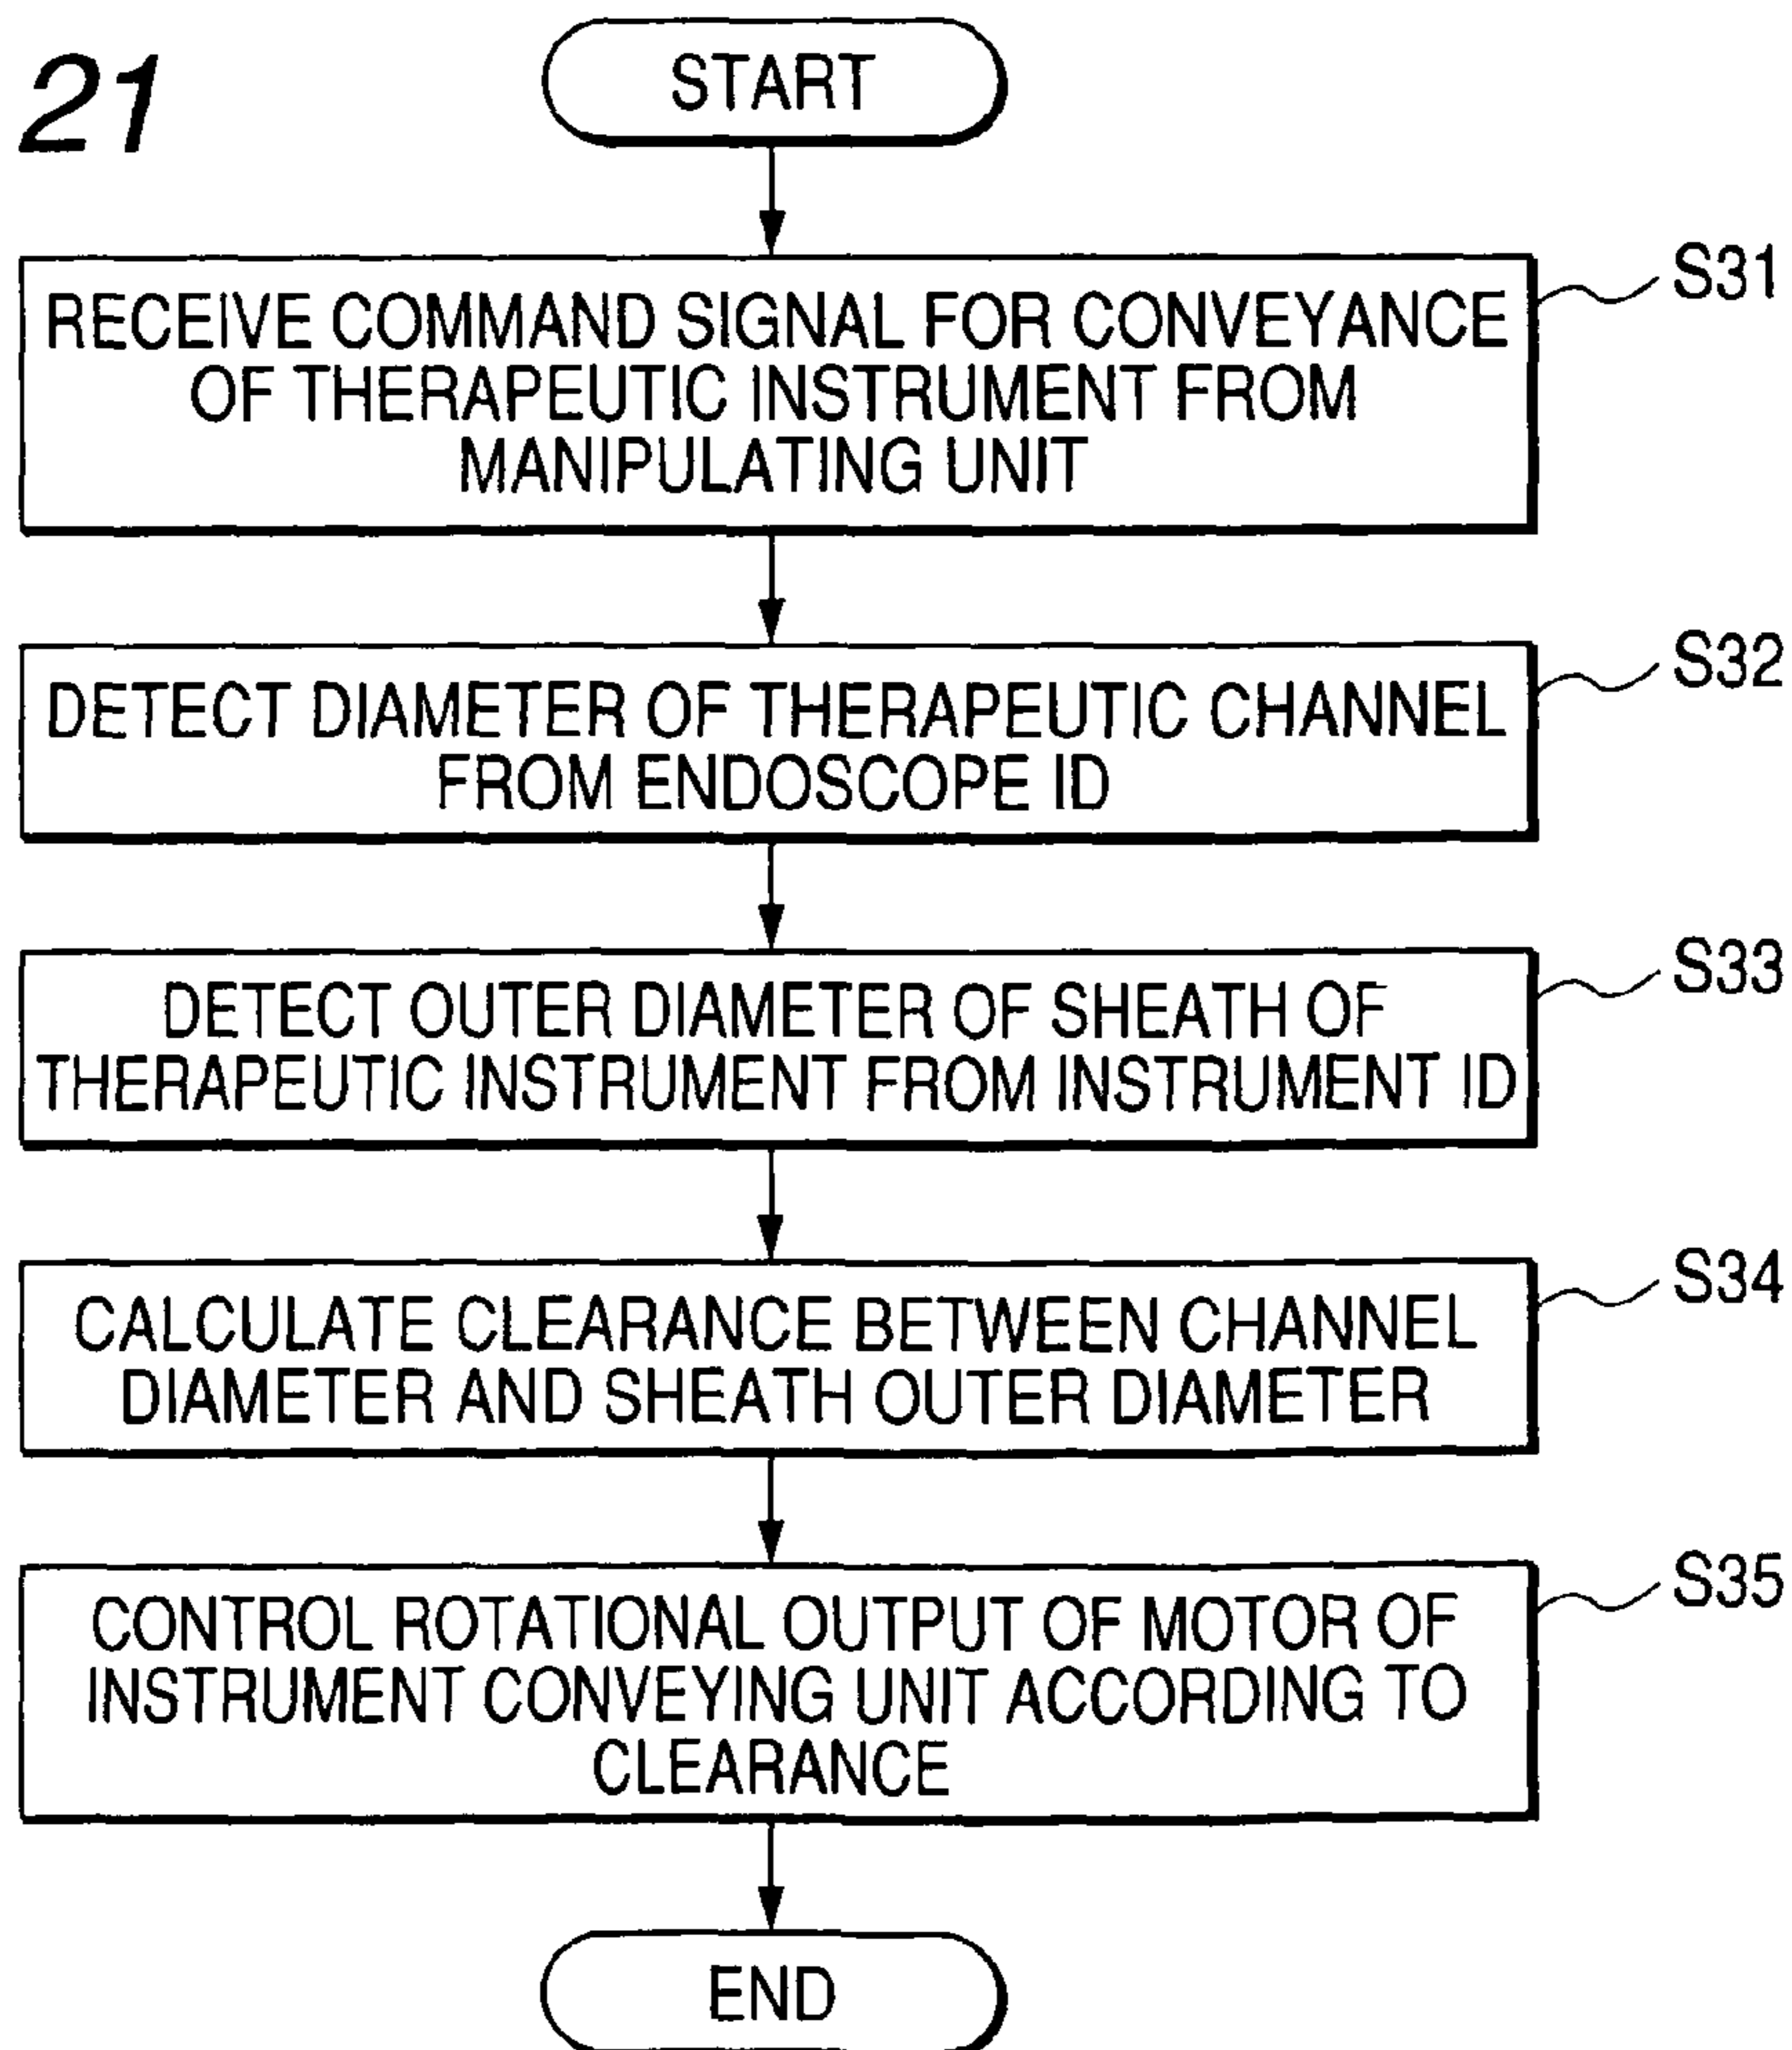 21
START
S31
RECEIVE COMMAND SIGNAL FOR CONVEYANCE
OF THERAPEUTIC INSTRUMENT FROM
MANIPULATING UNIT
S32
DETECT DIAMETER OF THERAPEUTIC CHANNEL
FROM ENDOSCOPE ID
S33
DETECT OUTER DIAMETER OF SHEATH OF
THERAPEUTIC INSTRUMENT FROM INSTRUMENT ID
S34
CALCULATE CLEARANCE BETWEEN CHANNEL
DIAMETER AND SHEATH OUTER DIAMETER
S35
CONTROL ROTATIONAL OUTPUT OF MOTOR OF
INSTRUMENT CONVEYING UNIT ACCORDING TO
CLEARANCE
END